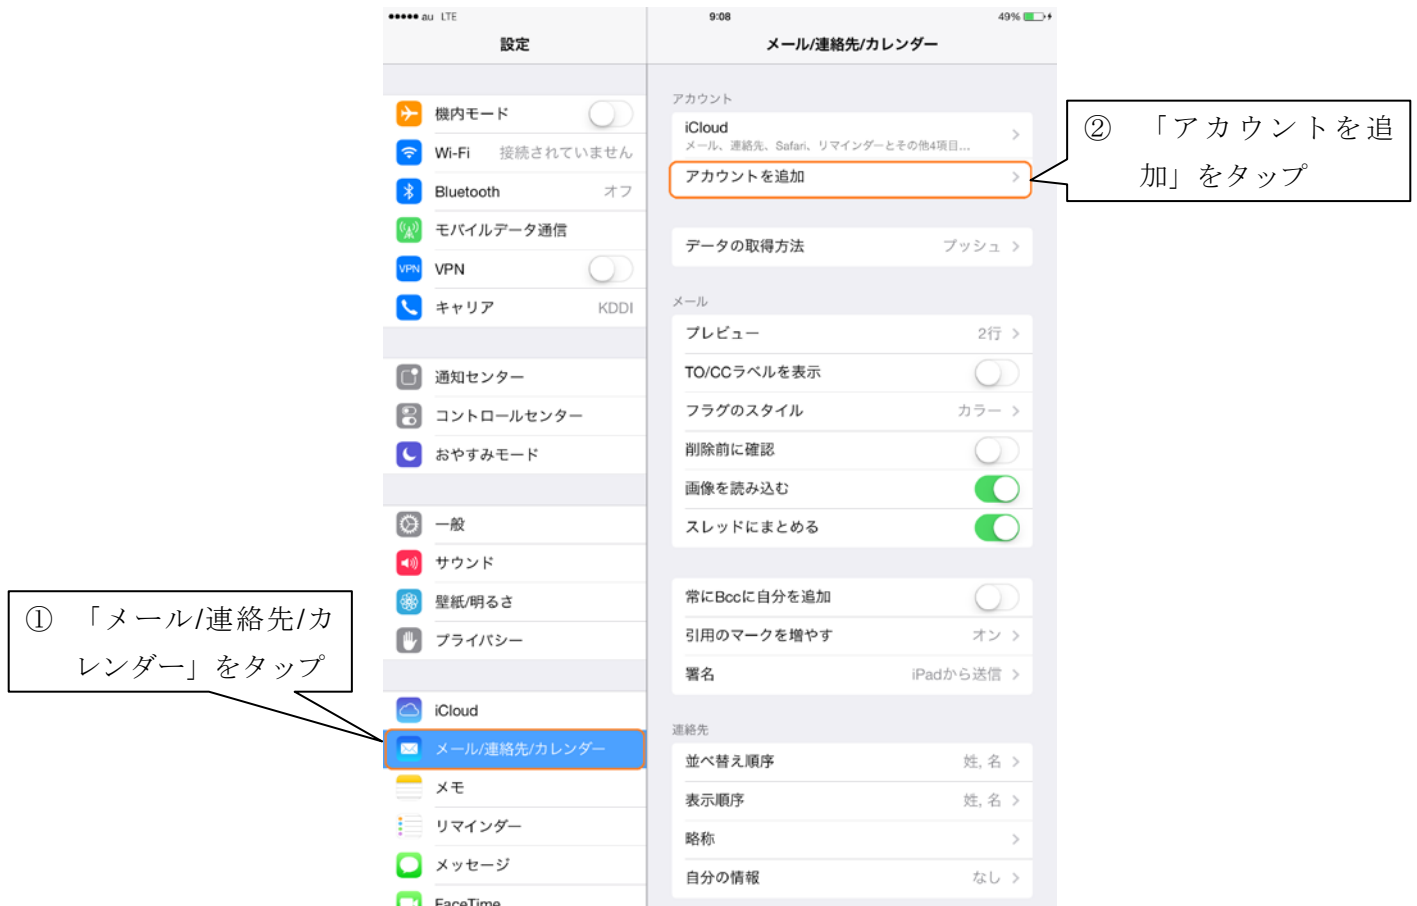 au LTE
9:08
49%
設定
メール/連絡先/カレンダー
機内モード
Wi-Fi 接続されていません
Bluetooth オフ
モバイルデータ通信
VPN VPN
キャリア KDDI
通知センター
コントロールセンター
おやすみモード
一般
サウンド
壁紙/明るさ
プライバシー
iCloud
メール/連絡先/カレンダー
メモ
リマインダー
メッセージ
FaceTime
① 「メール/連絡先/カ
レンダー」をタップ
アカウント
iCloud
メール、連絡先、Safari、リマインダーとその他4項目...
アカウントを追加
② 「アカウントを追
加」をタップ
データの取得方法 プッシュ
メール
プレビュー 2行
TO/CCラベルを表示
フラグのスタイル カラー
削除前に確認
画像を読み込む
スレッドにまとめる
常にBccに自分を追加
引用のマークを増やす オン
署名 iPadから送信
連絡先
並べ替え順序 姓, 名
表示順序 姓, 名
略称
自分の情報 なし